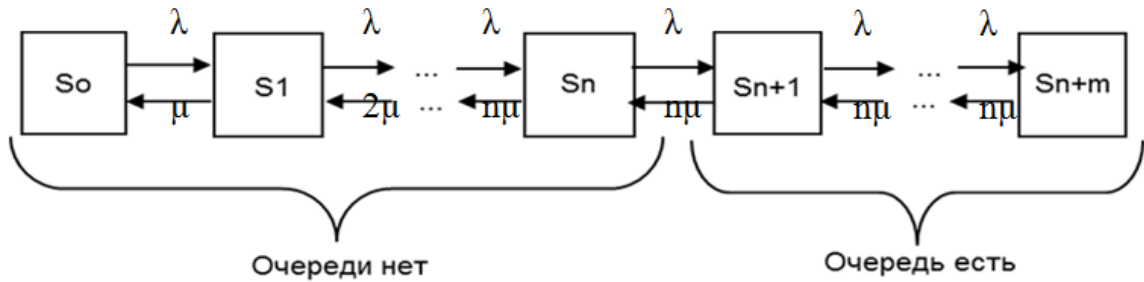 λ λ λ λ λ λ
So S1 ... Sn Sn+1 ... Sn+m
μ 2μ ... nμ nμ nμ ... nμ
Очереди нет Очередь есть